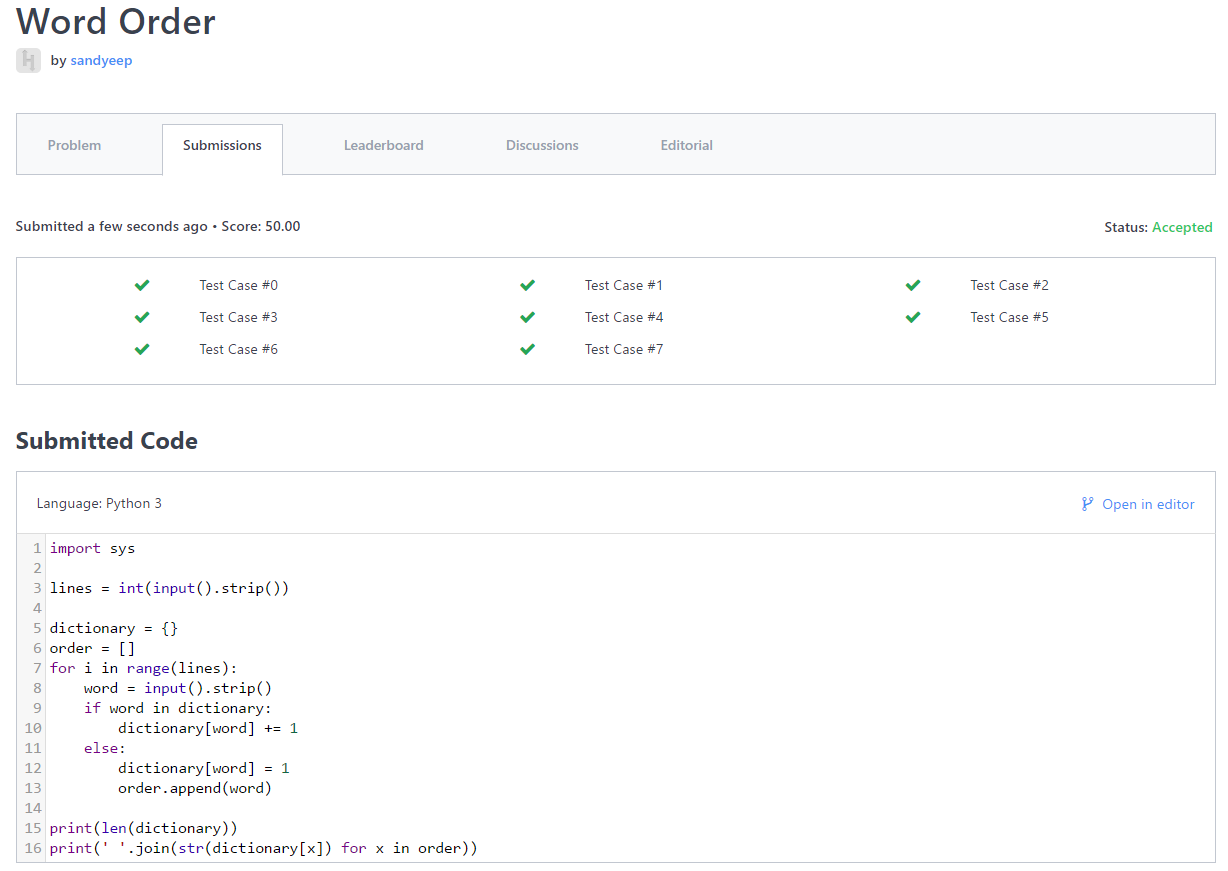 Word Order
by sandyeep
Problem Submissions Leaderboard Discussions Editorial
Submitted a few seconds ago • Score: 50.00 Status: Accepted
Test Case #0 Test Case #1 Test Case #2
Test Case #3 Test Case #4 Test Case #5
Test Case #6 Test Case #7
Submitted Code
Language: Python 3 Open in editor
1 import sys
2
3 lines = int(input().strip())
4
5 dictionary = {}
6 order = []
7 for i in range(lines):
8     word = input().strip()
9     if word in dictionary:
10         dictionary[word] += 1
11     else:
12         dictionary[word] = 1
13         order.append(word)
14
15 print(len(dictionary))
16 print(' '.join(str(dictionary[x]) for x in order))